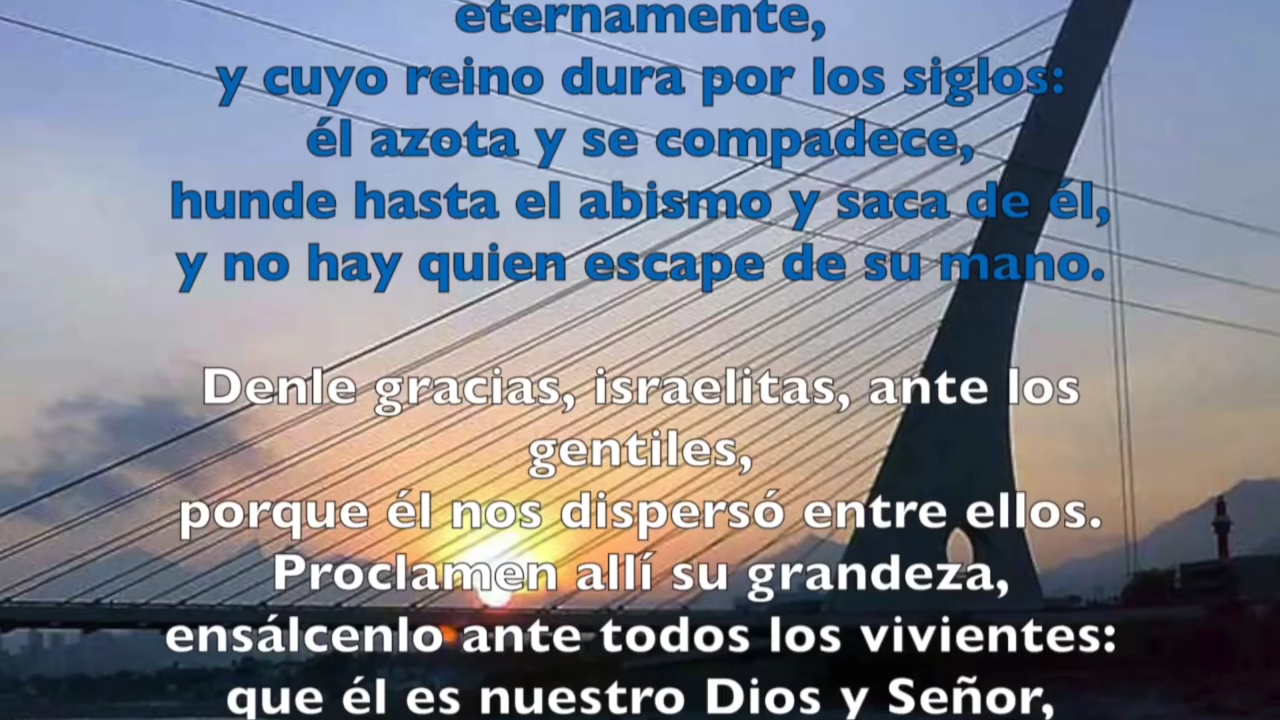 eternamente,
y cuyo reino dura por los siglos:
él azota y se compadece,
hunde hasta el abismo y saca de él,
y no hay quien escape de su mano.
Denle gracias, israelitas, ante los
gentiles,
porque él nos dispersó entre ellos.
Proclamen allí su grandeza,
ensálcenlo ante todos los vivientes:
que él es nuestro Dios y Señor,